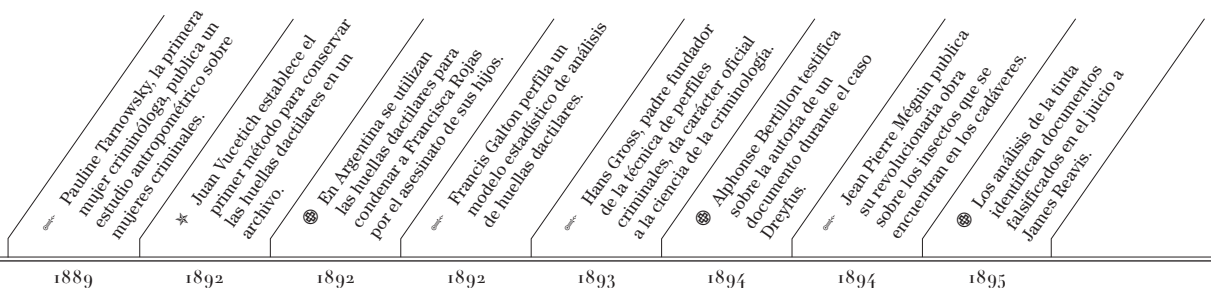 Pauline Tarnowsky, la primera
mujer criminóloga, publica un
estudio antropométrico sobre
mujeres criminales.
Juan Vucetich establece el
primer método para conservar
las huellas dactilares en un
archivo.
En Argentina se utilizan
las huellas dactilares para
condenar a Francisca Rojas
por el asesinato de sus hijos.
Francis Galton perfila un
modelo estadístico de análisis
de huellas dactilares.
Hans Gross, padre fundador
de la técnica de perfiles
criminales, da carácter oficial
a la ciencia de la criminología.
Alphonse Bertillon testifica
sobre la autoría de un
documento durante el caso
Dreyfus.
Jean Pierre Mégnin publica
su revolucionaria obra
sobre los insectos que se
encuentran en los cadáveres.
Los análisis de la tinta
identifican documentos
falsificados en el juicio a
James Reavis.
1889
1892
1892
1892
1893
1894
1894
1895